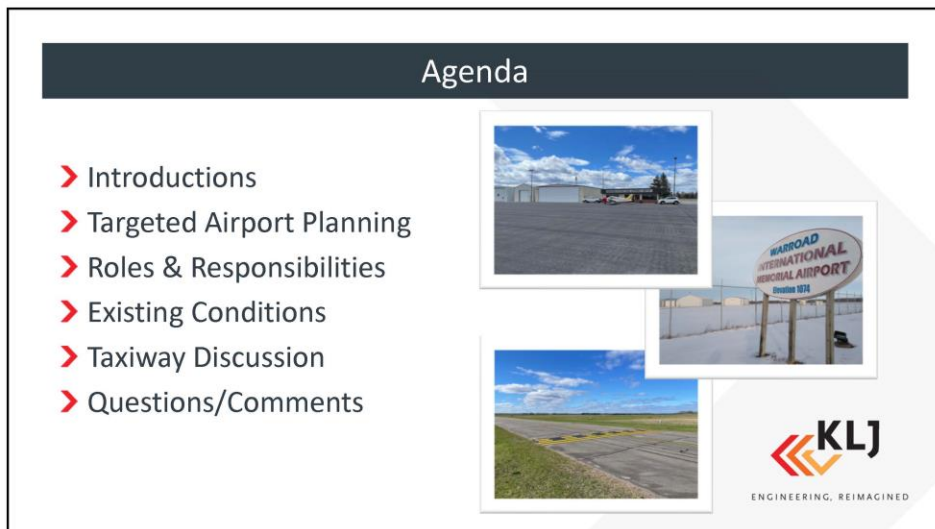 Agenda
Introductions
Targeted Airport Planning
Roles & Responsibilities
Existing Conditions
Taxiway Discussion
Questions/Comments
WARROAD
INTERNATIONAL
MEMORIAL AIRPORT
Elevation 1074
KLJ
ENGINEERING, REIMAGINED